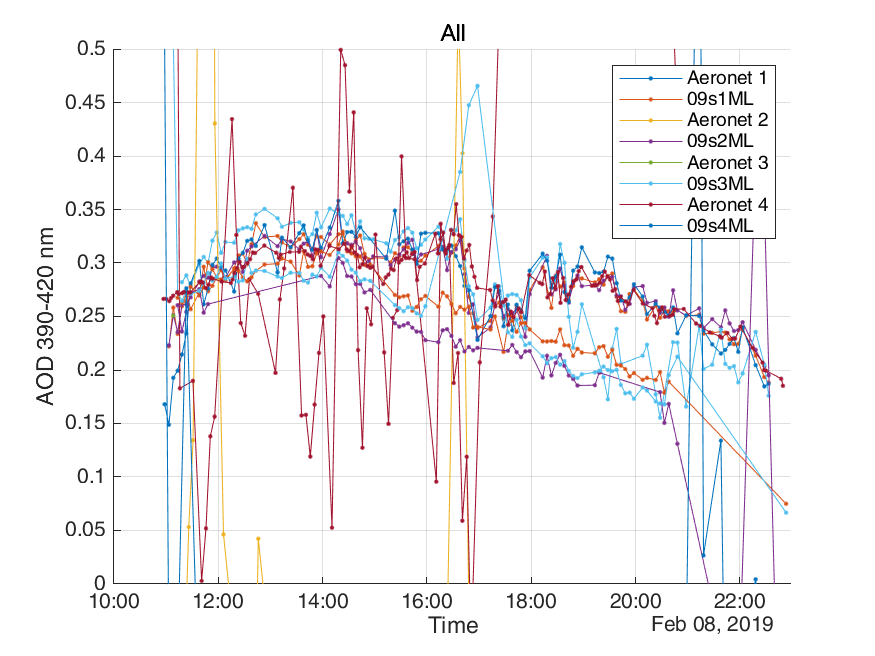 All
AOD 390-420 nm
0.5
0.45
0.4
0.35
0.3
0.25
0.2
0.15
0.1
0.05
0
Aeronet 1
09s1ML
Aeronet 2
09s2ML
Aeronet 3
09s3ML
Aeronet 4
09s4ML
10:00 12:00 14:00 16:00 18:00 20:00 22:00
Time
Feb 08, 2019